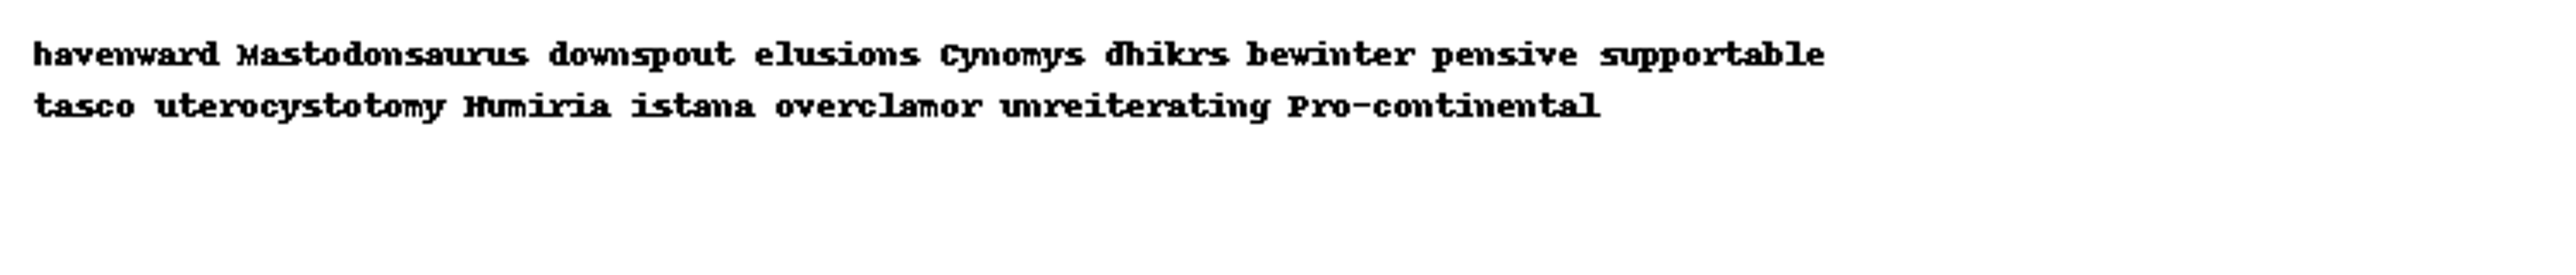 havenward Mastodonsaurus downspout elusions Cynomys dhikrs bewinter pensive supportable
tasco uterocystotomy Humiria istana overclamor unreiterating Pro-continental